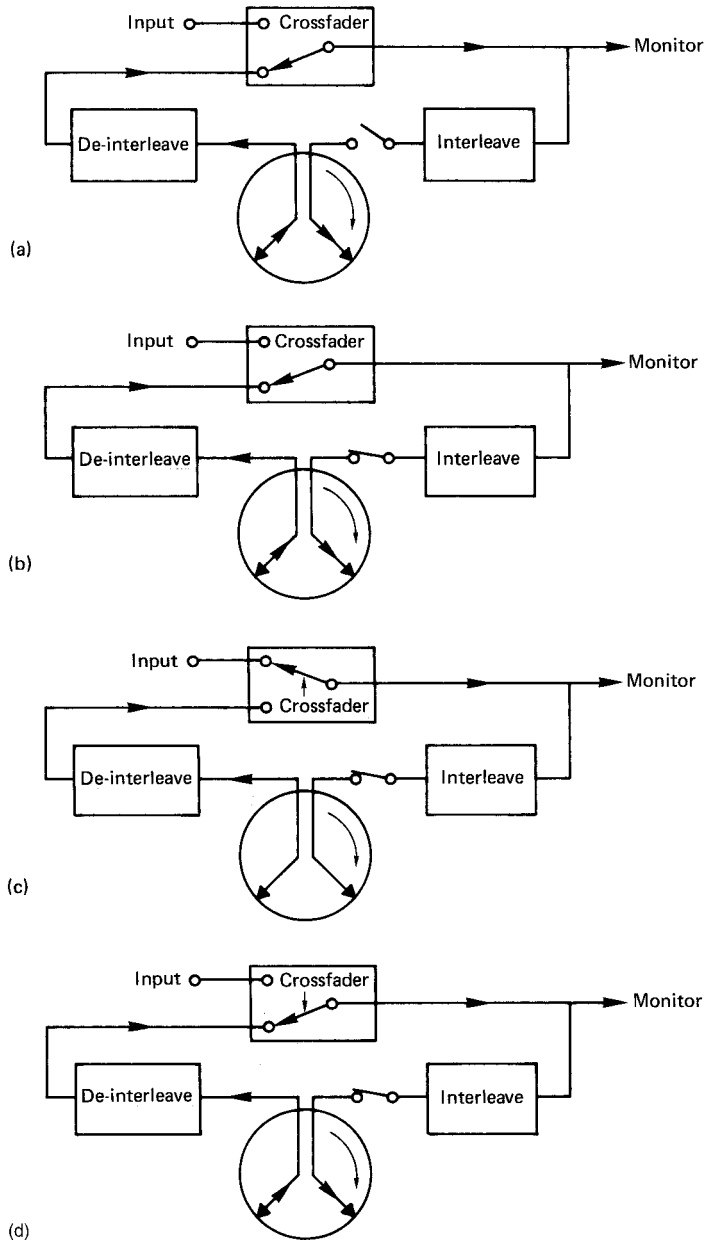 Input Crossfader
Monitor
De-interleave Interleave
(a)
Input Crossfader
Monitor
De-interleave Interleave
(b)
Input
Monitor
Crossfader
De-interleave Interleave
(c)
Input Crossfader
Monitor
De-interleave Interleave
(d)